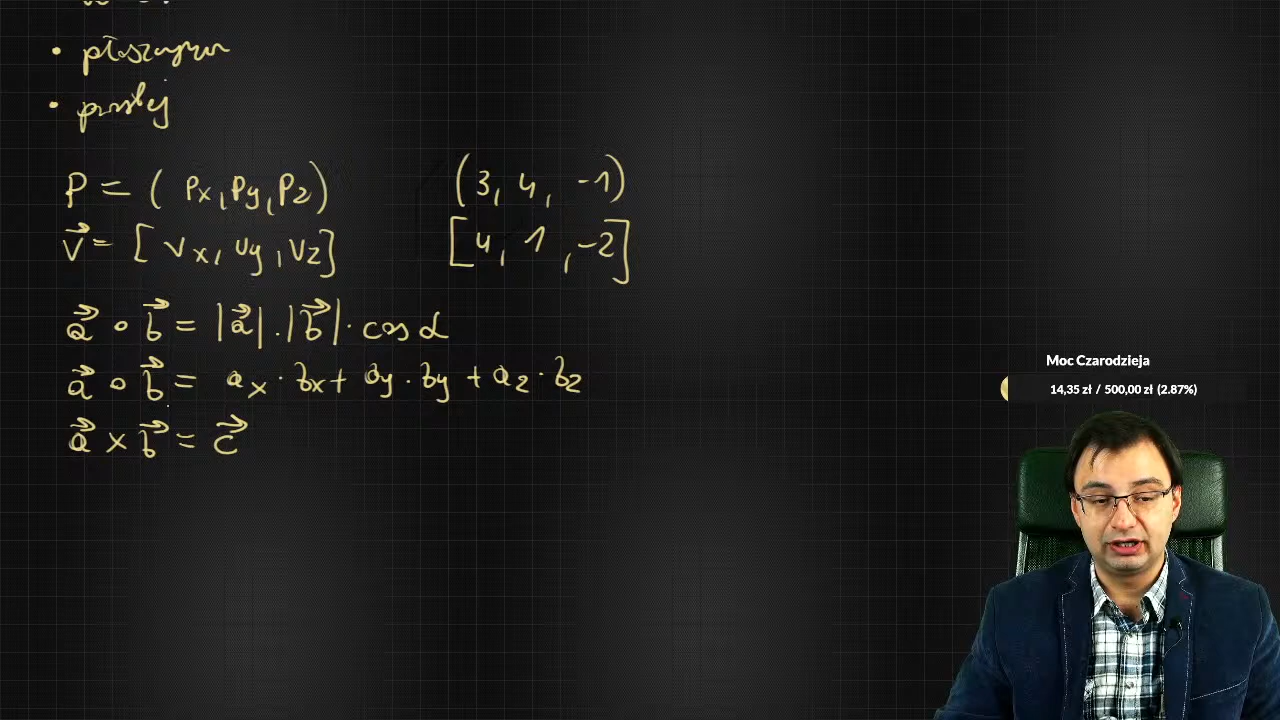 • płaszczyzna
• prostej
P = ( Px, Py, Pz) (3, 4, -1)
v⃗ = [ Vx, Vy, Vz] [4, 1, -2]
a⃗ ∘ b⃗ = |a⃗| · |b⃗| · cos α
a⃗ ∘ b⃗ = ax · bx + ay · by + az · bz
a⃗ × b⃗ = c⃗
Moc Czarodzieja
14,35 zł / 500,00 zł (2.87%)